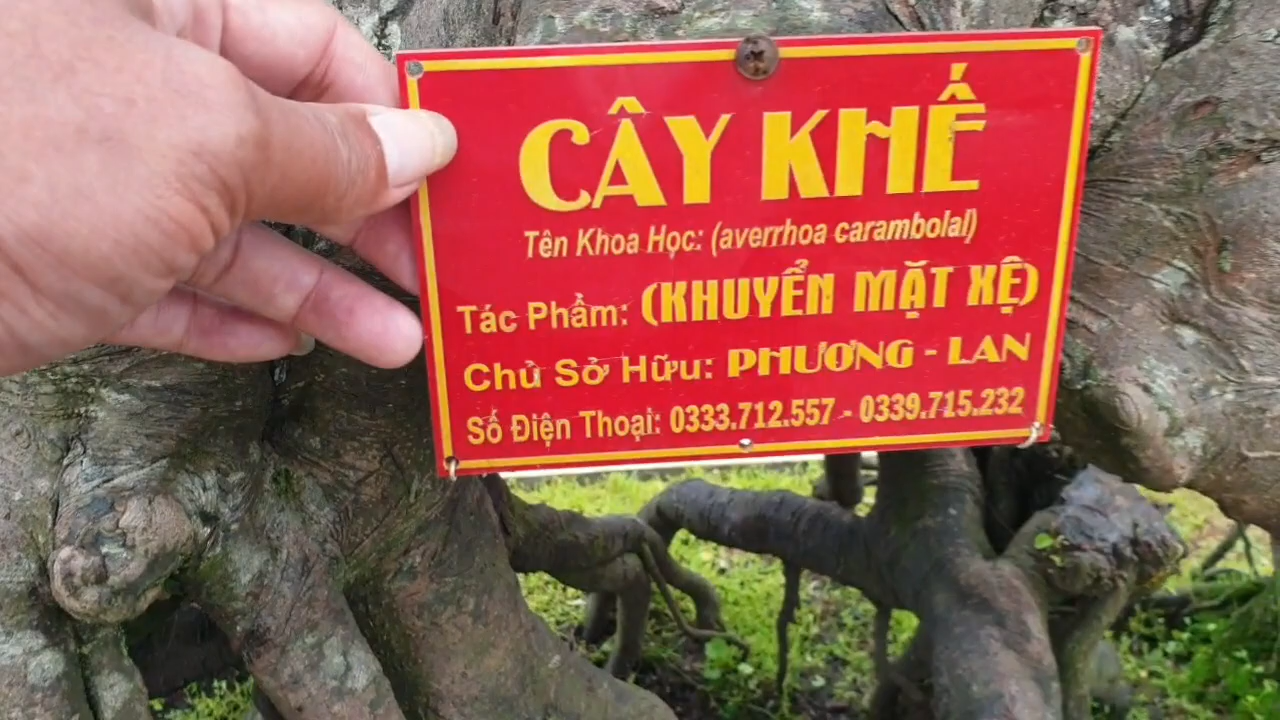 CÂY KHẾ
Tên Khoa Học: (averrhoa carambolal)
Tác Phẩm: (KHUYỂN MẶT XỆ)
Chủ Sở Hữu: PHƯƠNG - LAN
Số Điện Thoại: 0333.712.557 - 0339.715.232